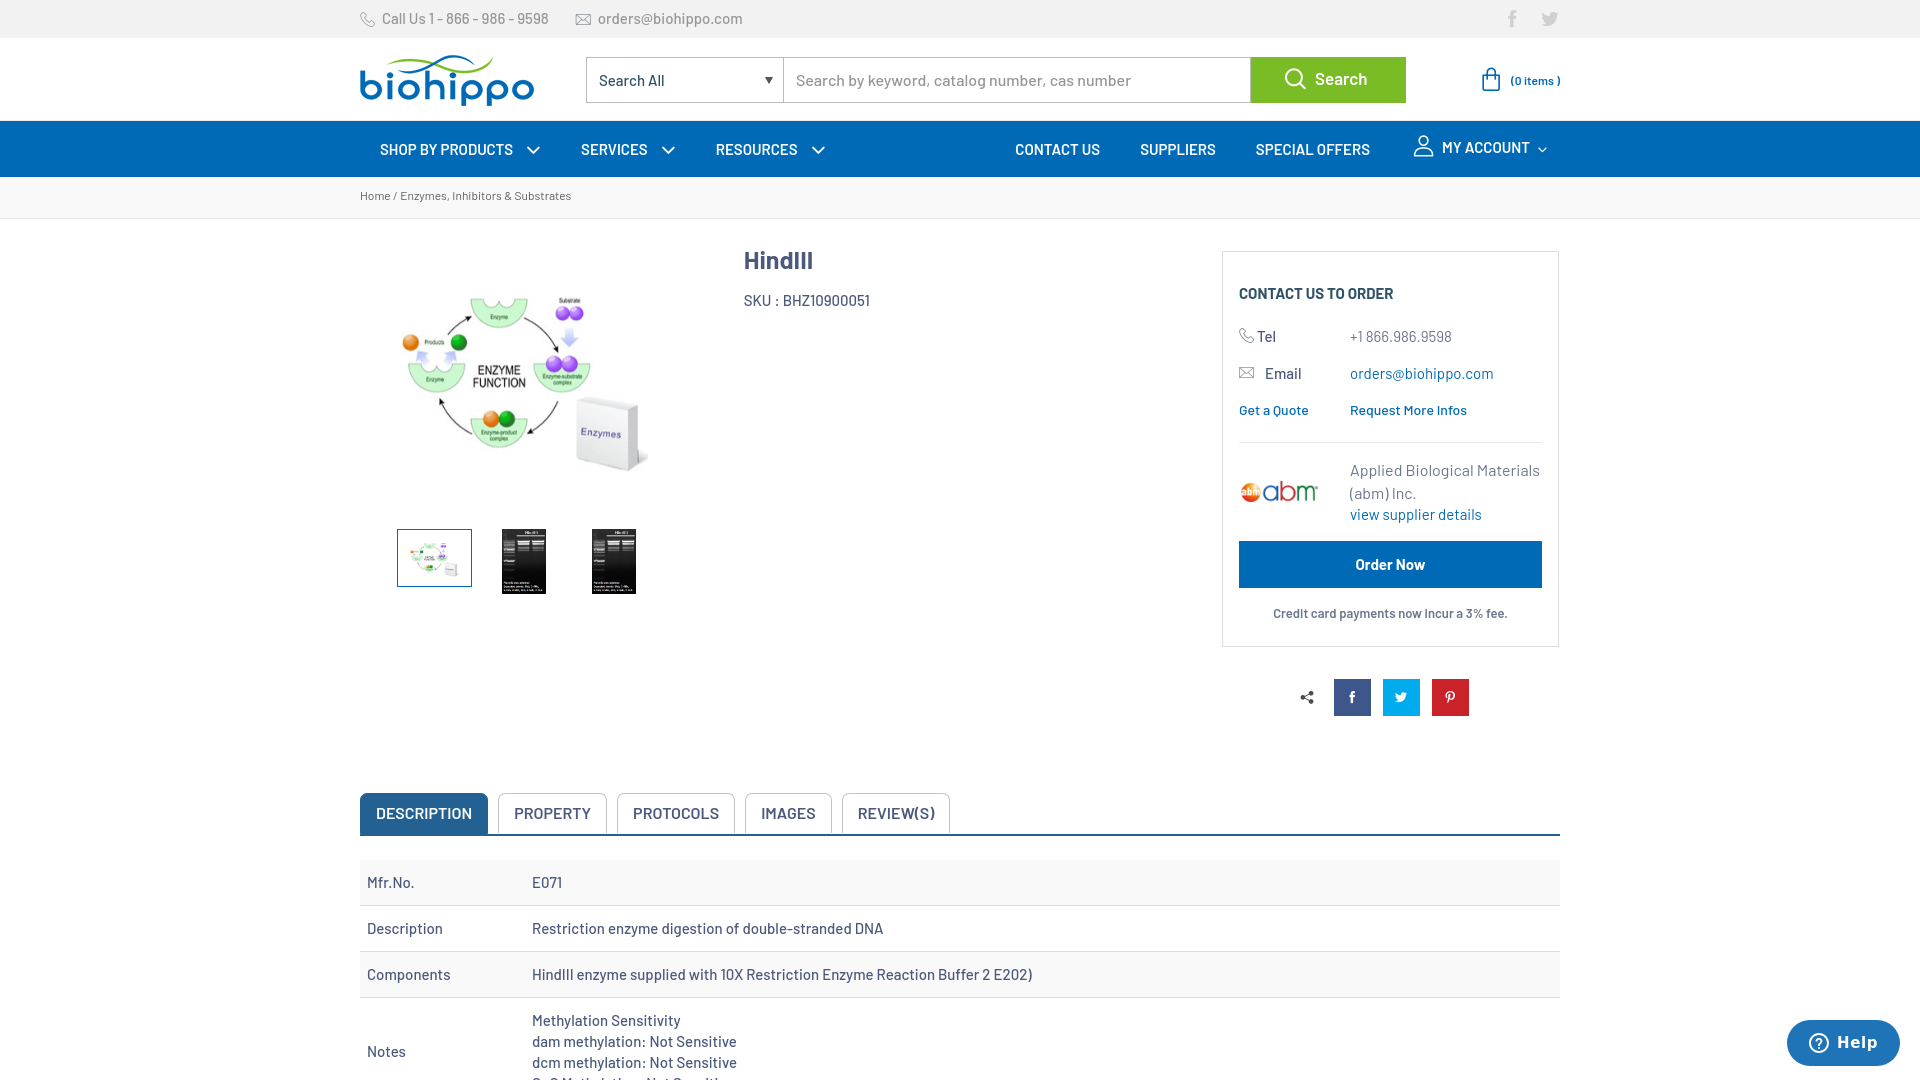 Call Us 1 - 866 - 986 - 9598
orders@biohippo.com
biohippo
Search All
Search by keyword, catalog number, cas number
Search
(0 items )
SHOP BY PRODUCTS
SERVICES
RESOURCES
CONTACT US
SUPPLIERS
SPECIAL OFFERS
MY ACCOUNT
Home / Enzymes, Inhibitors & Substrates
HindIII
SKU : BHZ10900051
Substrate
Enzyme
Products
ENZYME
FUNCTION
Enzyme
Enzyme-substrate
complex
Enzyme-product
complex
Enzymes
CONTACT US TO ORDER
Tel
+1 866.986.9598
Email
orders@biohippo.com
Get a Quote
Request More Infos
abm abm
Applied Biological Materials
(abm) Inc.
view supplier details
Order Now
Credit card payments now incur a 3% fee.
DESCRIPTION
PROPERTY
PROTOCOLS
IMAGES
REVIEW(S)
Mfr.No.
E071
Description
Restriction enzyme digestion of double-stranded DNA
Components
HindIII enzyme supplied with 10X Restriction Enzyme Reaction Buffer 2 E202)
Notes
Methylation Sensitivity
dam methylation: Not Sensitive
dcm methylation: Not Sensitive
Help